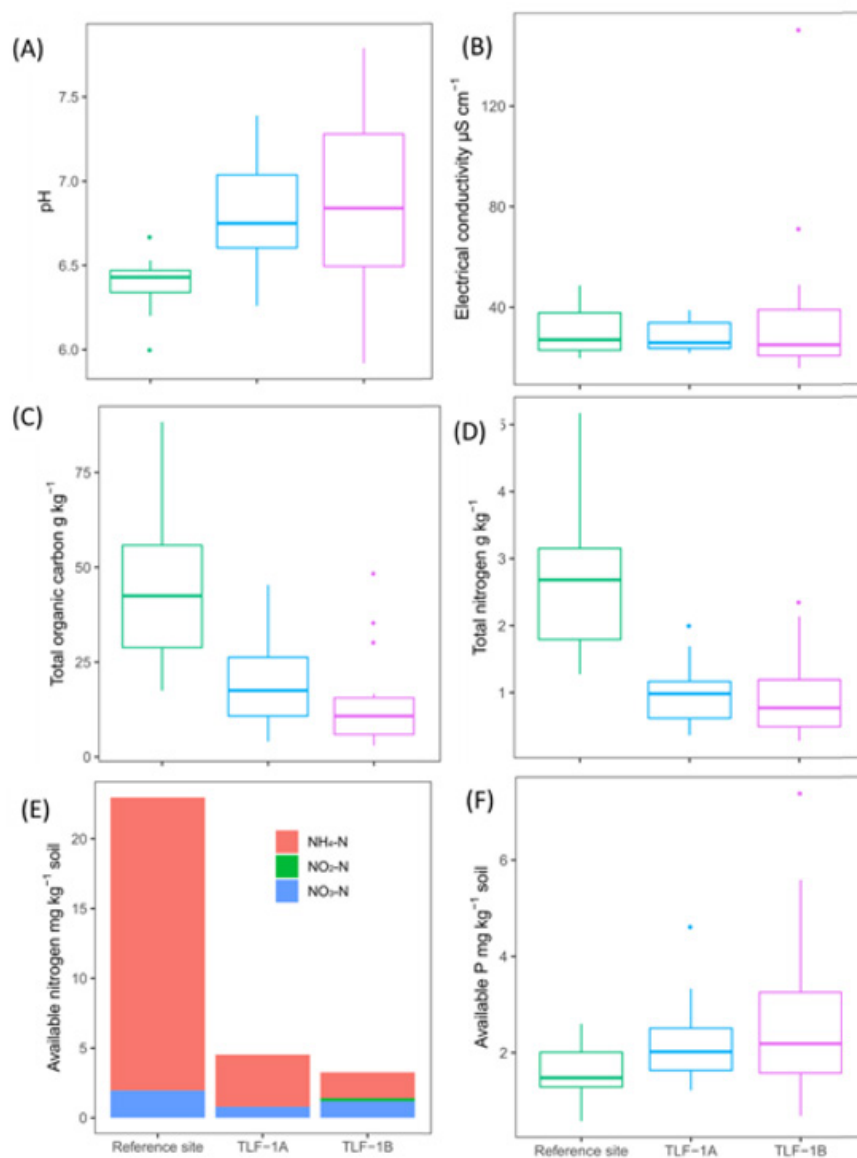 (A)
pH
7.5
7.0
6.5
6.0
(B)
Electrical conductivity µS cm⁻¹
120
80
40
(C)
Total organic carbon g kg⁻¹
75
50
25
0
(D)
Total nitrogen g kg⁻¹
5
4
3
2
1
(E)
Available nitrogen mg kg⁻¹ soil
20
15
10
5
0
NH₄-N
NO₂-N
NO₃-N
Reference site TLF-1A TLF-1B
(F)
Available P mg kg⁻¹ soil
6
4
2
Reference site TLF-1A TLF-1B